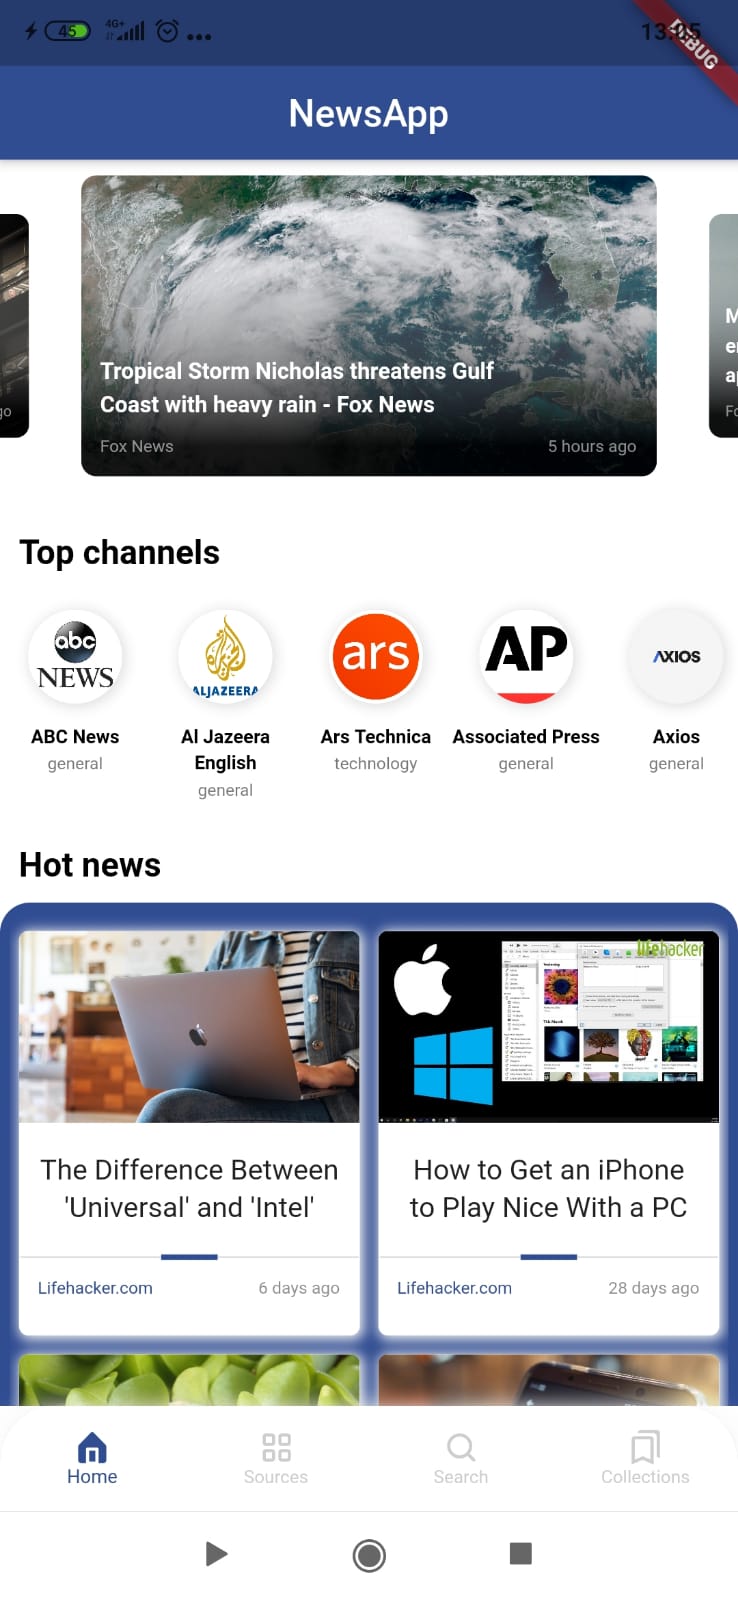 45
4G+
13:05
DEBUG
NewsApp
Tropical Storm Nicholas threatens Gulf
Coast with heavy rain - Fox News
Fox News
5 hours ago
go
M
Top channels
abc
NEWS
ALJAZEERA
ars
AP
AXIOS
ABC News
general
Al Jazeera
English
general
Ars Technica
technology
Associated Press
general
Axios
general
Hot news
lifehacker
The Difference Between
'Universal' and 'Intel'
Lifehacker.com
6 days ago
How to Get an iPhone
to Play Nice With a PC
Lifehacker.com
28 days ago
Home
Sources
Search
Collections